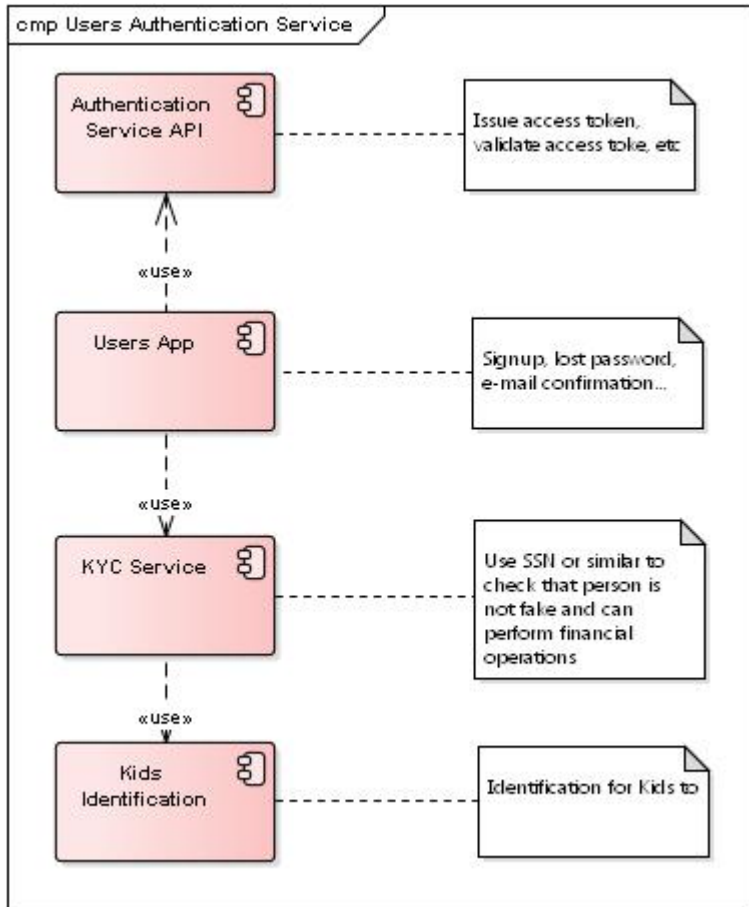 cmp Users Authentication Service
Authentication
Service API
Issue access token,
validate access toke, etc
«use»
Users App
Signup, lost password,
e-mail confirmation...
«use»
KYC Service
Use SSN or similar to
check that person is
not fake and can
perform financial
operations
«use»
Kids
Identification
Identification for Kids to